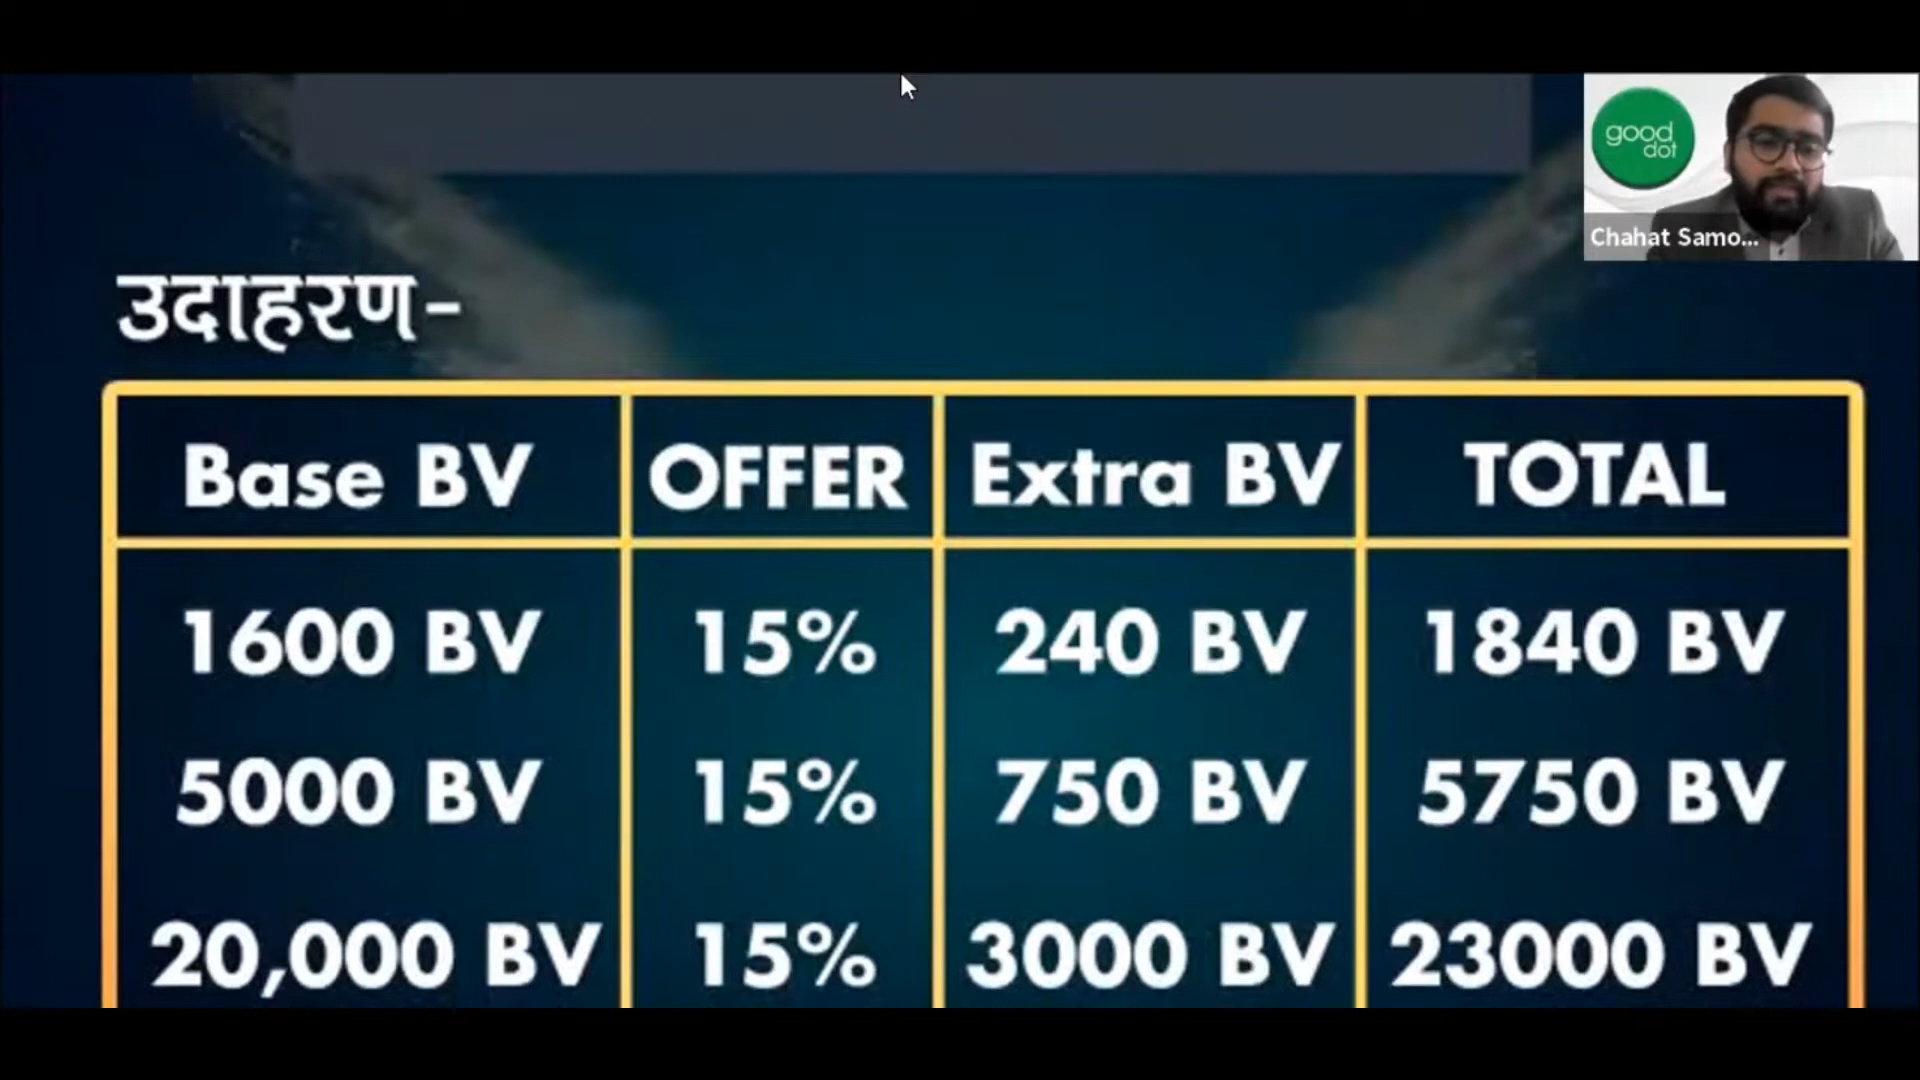 good
dot
Chahat Samo...
उदाहरण-
Base BV OFFER Extra BV TOTAL
1600 BV 15% 240 BV 1840 BV
5000 BV 15% 750 BV 5750 BV
20,000 BV 15% 3000 BV 23000 BV